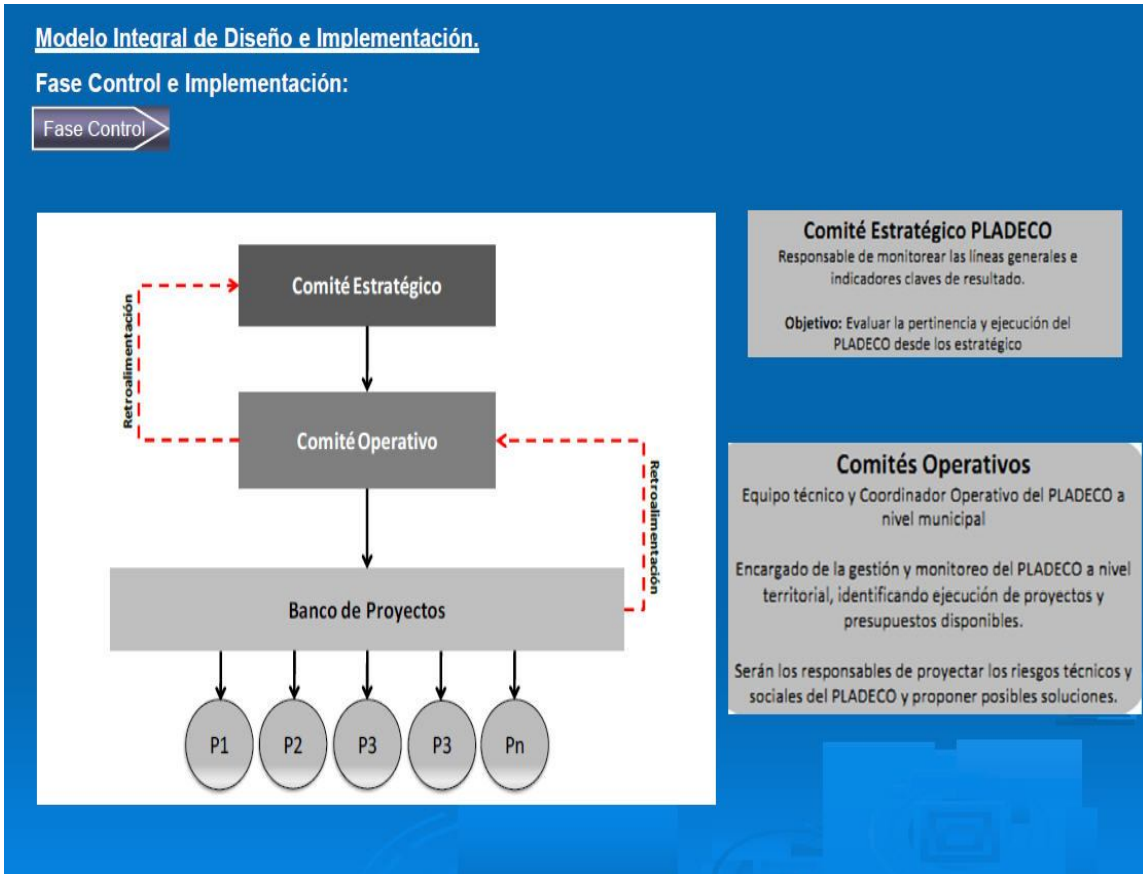 Modelo Integral de Diseño e Implementación.
Fase Control e Implementación:
Fase Control
Comité Estratégico
Retroalimentación
Comité Operativo
Retroalimentación
Banco de Proyectos
P1 P2 P3 P3 Pn
Comité Estratégico PLADECO
Responsable de monitorear las líneas generales e
indicadores claves de resultado.
Objetivo: Evaluar la pertinencia y ejecución del
PLADECO desde los estratégico
Comités Operativos
Equipo técnico y Coordinador Operativo del PLADECO a
nivel municipal
Encargado de la gestión y monitoreo del PLADECO a nivel
territorial, identificando ejecución de proyectos y
presupuestos disponibles.
Serán los responsables de proyectar los riesgos técnicos y
sociales del PLADECO y proponer posibles soluciones.